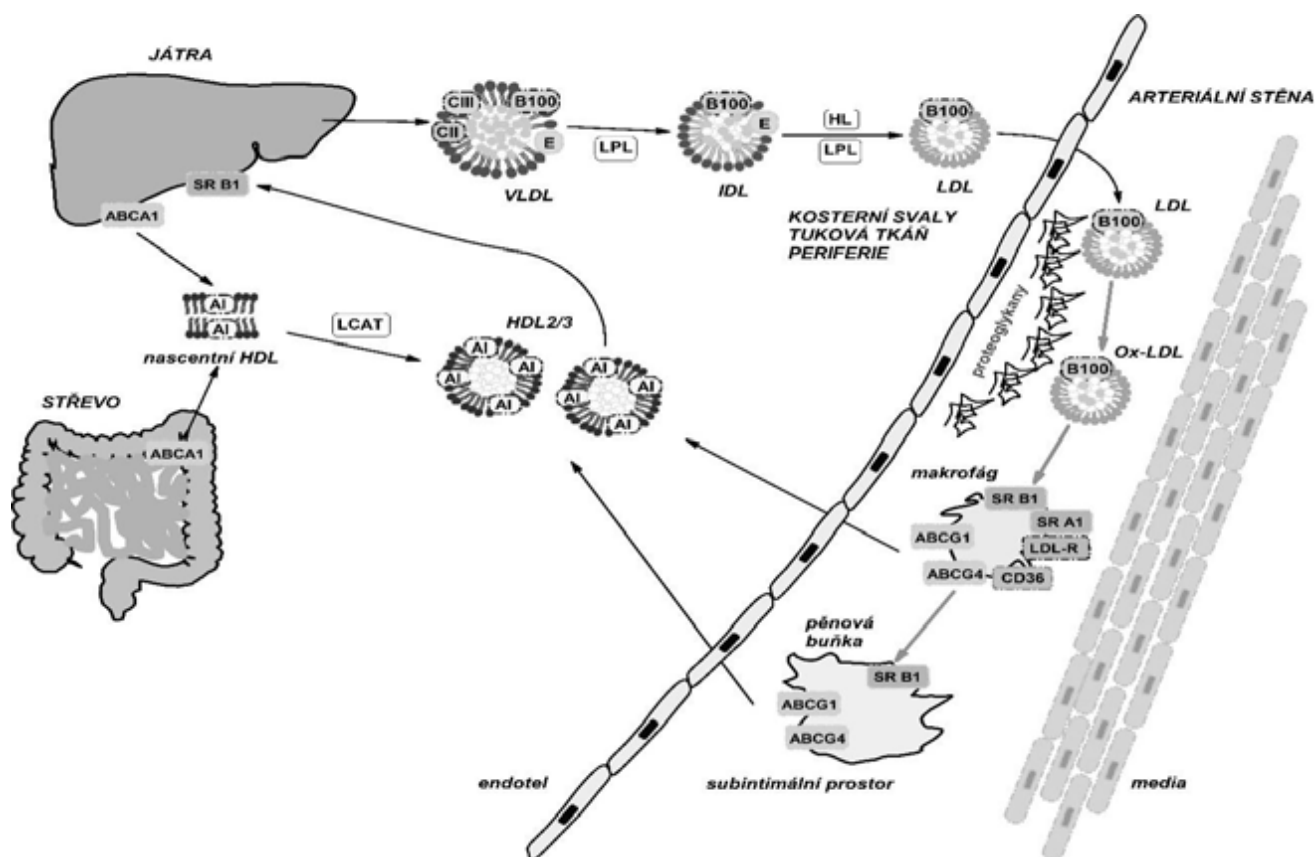 JÁTRA
ARTERIÁLNÍ STĚNA
CIII
B100
CII
E
LPL
VLDL
B100
E
IDL
HL
LPL
B100
LDL
SR B1
ABCA1
KOSTERNÍ SVALY
TUKOVÁ TKÁŇ
PERIFERIE
B100
LDL
proteoglykany
AI
AI
nascentní HDL
LCAT
HDL2/3
AI
AI
AI
AI
AI
AI
AI
AI
Ox-LDL
B100
STŘEVO
ABCA1
makrofág
SR B1
SR A1
LDL-R
CD36
ABCG1
ABCG4
pěnová
buňka
SR B1
ABCG1
ABCG4
endotel
subintimální prostor
media